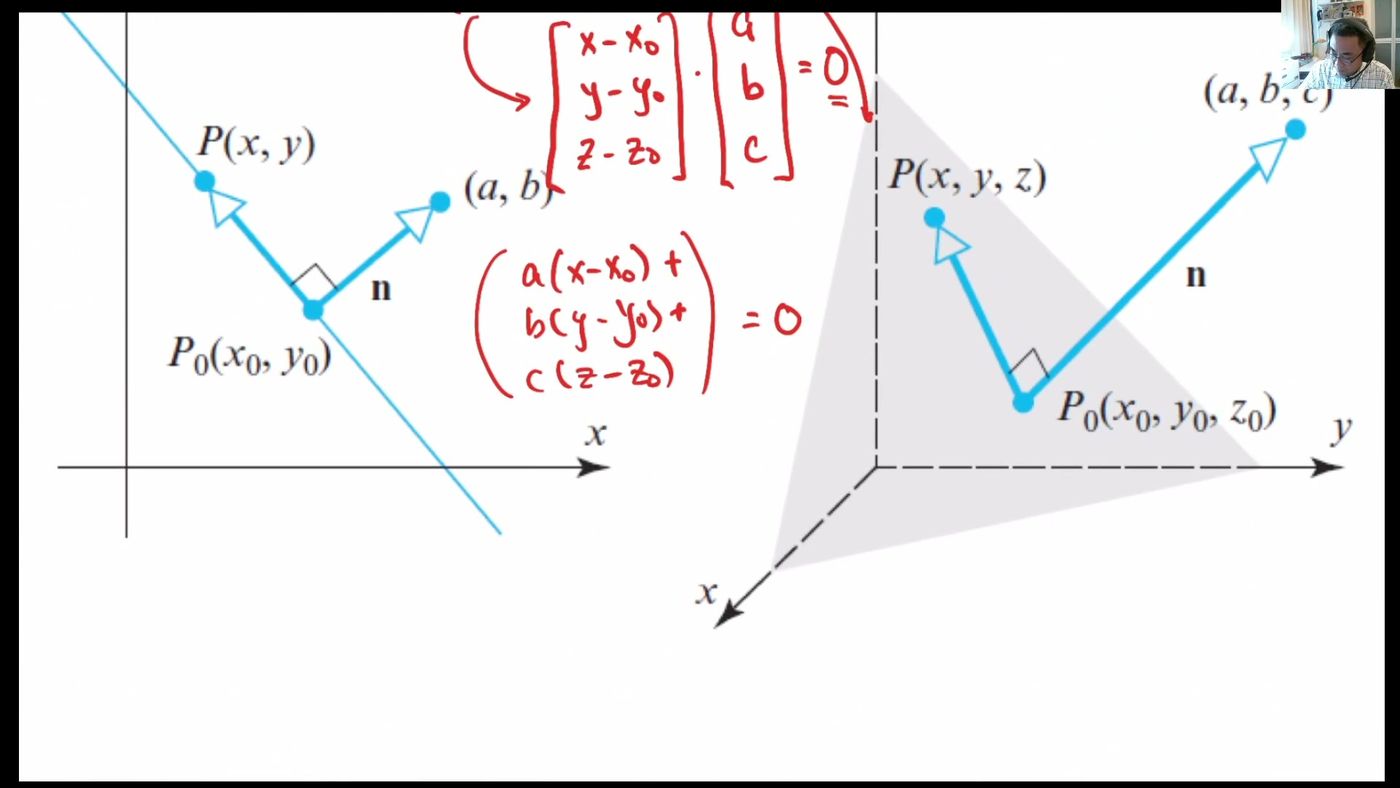 x - x₀
y - y₀
z - z₀
·
a
b
c
= 0
P(x, y)
(a, b)
n
P₀(x₀, y₀)
x
a(x-x₀) +
b(y-y₀) +
c(z-z₀)
= 0
(a, b, c)
P(x, y, z)
n
P₀(x₀, y₀, z₀)
y
x